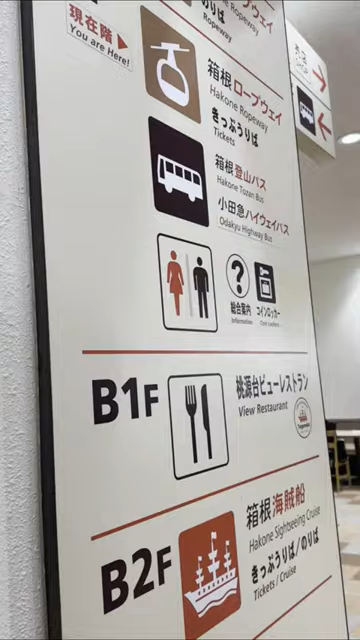 のりば
Ropeway
現在階
You are Here!
箱根ロープウェイ
Hakone Ropeway
きっぷうりば
Tickets
箱根登山バス
Hakone Tozan Bus
小田急ハイウェイバス
Odakyu Highway Bus
総合案内
Information
コインロッカー
Coin Lockers
B1F
桃源台ビューレストラン
View Restaurant
B2F
箱根海賊船
Hakone Sightseeing Cruise
きっぷうりば/のりば
Tickets / Cruise